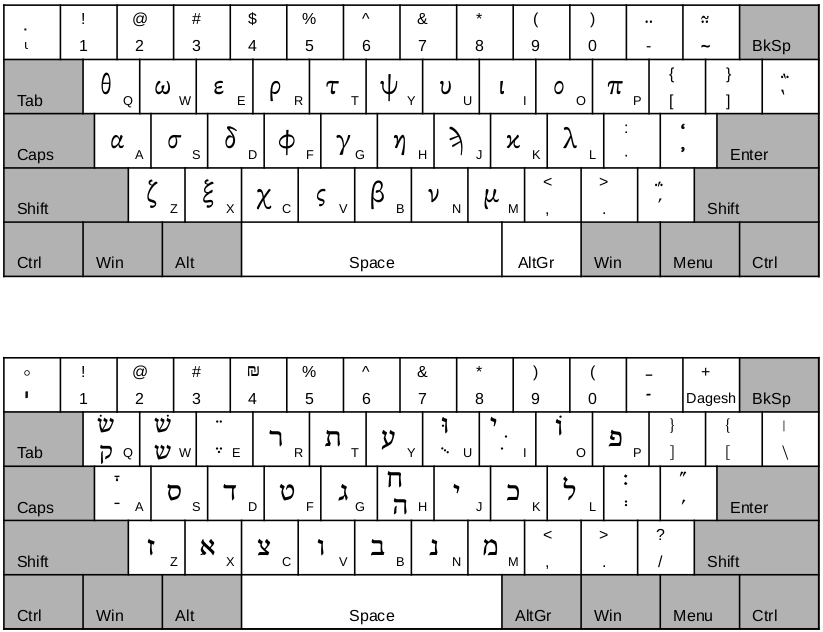 ! @ # $ % ^ & * ( )
1 2 3 4 5 6 7 8 9 0 - ~ BkSp
Tab θ Q ω W ε E ρ R τ T ψ Y υ U ι I ο O π P { [ } ]
Caps α A σ S δ D φ F γ G η H ϡ J κ K λ L : . Enter
Shift ζ Z ξ X χ C ς V β B ν N μ M < , > . Shift
Ctrl Win Alt Space AltGr Win Menu Ctrl
! @ # ₪ % ^ & * ) ( – +
1 2 3 4 5 6 7 8 9 0 - Dagesh BkSp
Tab שׂ ק Q שׁ ש W E ר R ת T ע Y וּ U י I וֹ O פ P } ] { [ | \
Caps A ס S ד D ט F ג G ח ה H י J כ K ל L : ״ ׳ Enter
Shift ז Z א X צ C ו V ב B נ N מ M < , > . ? / Shift
Ctrl Win Alt Space AltGr Win Menu Ctrl